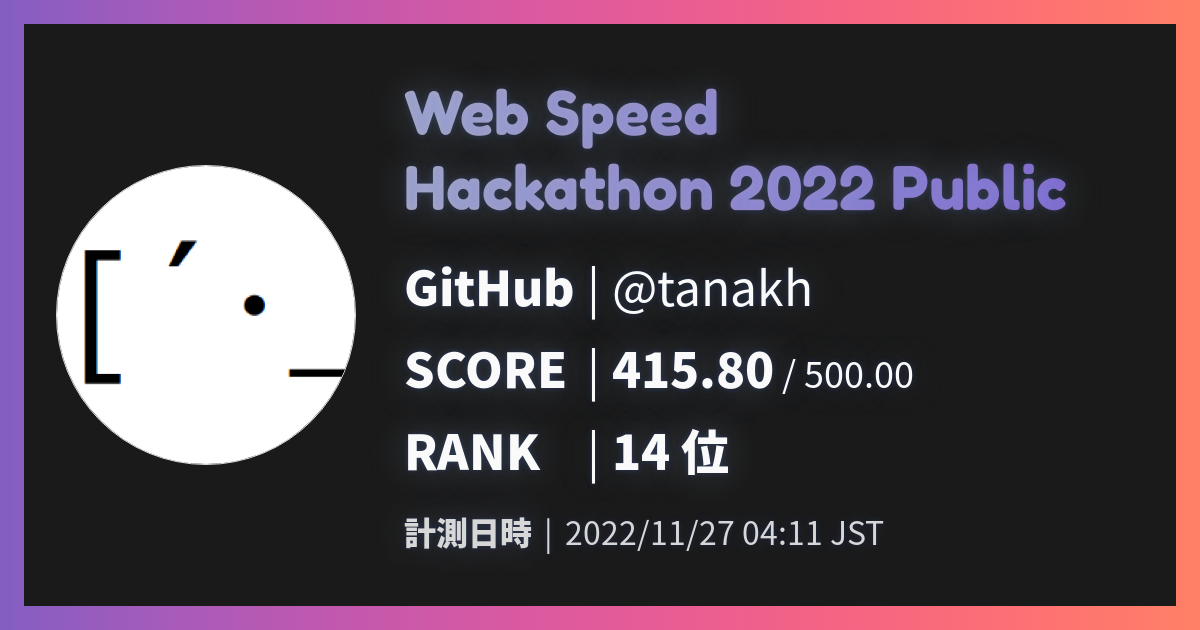 Web Speed
Hackathon 2022 Public
[ ´・_
GitHub | @tanakh
SCORE | 415.80 / 500.00
RANK | 14 位
計測日時 | 2022/11/27 04:11 JST